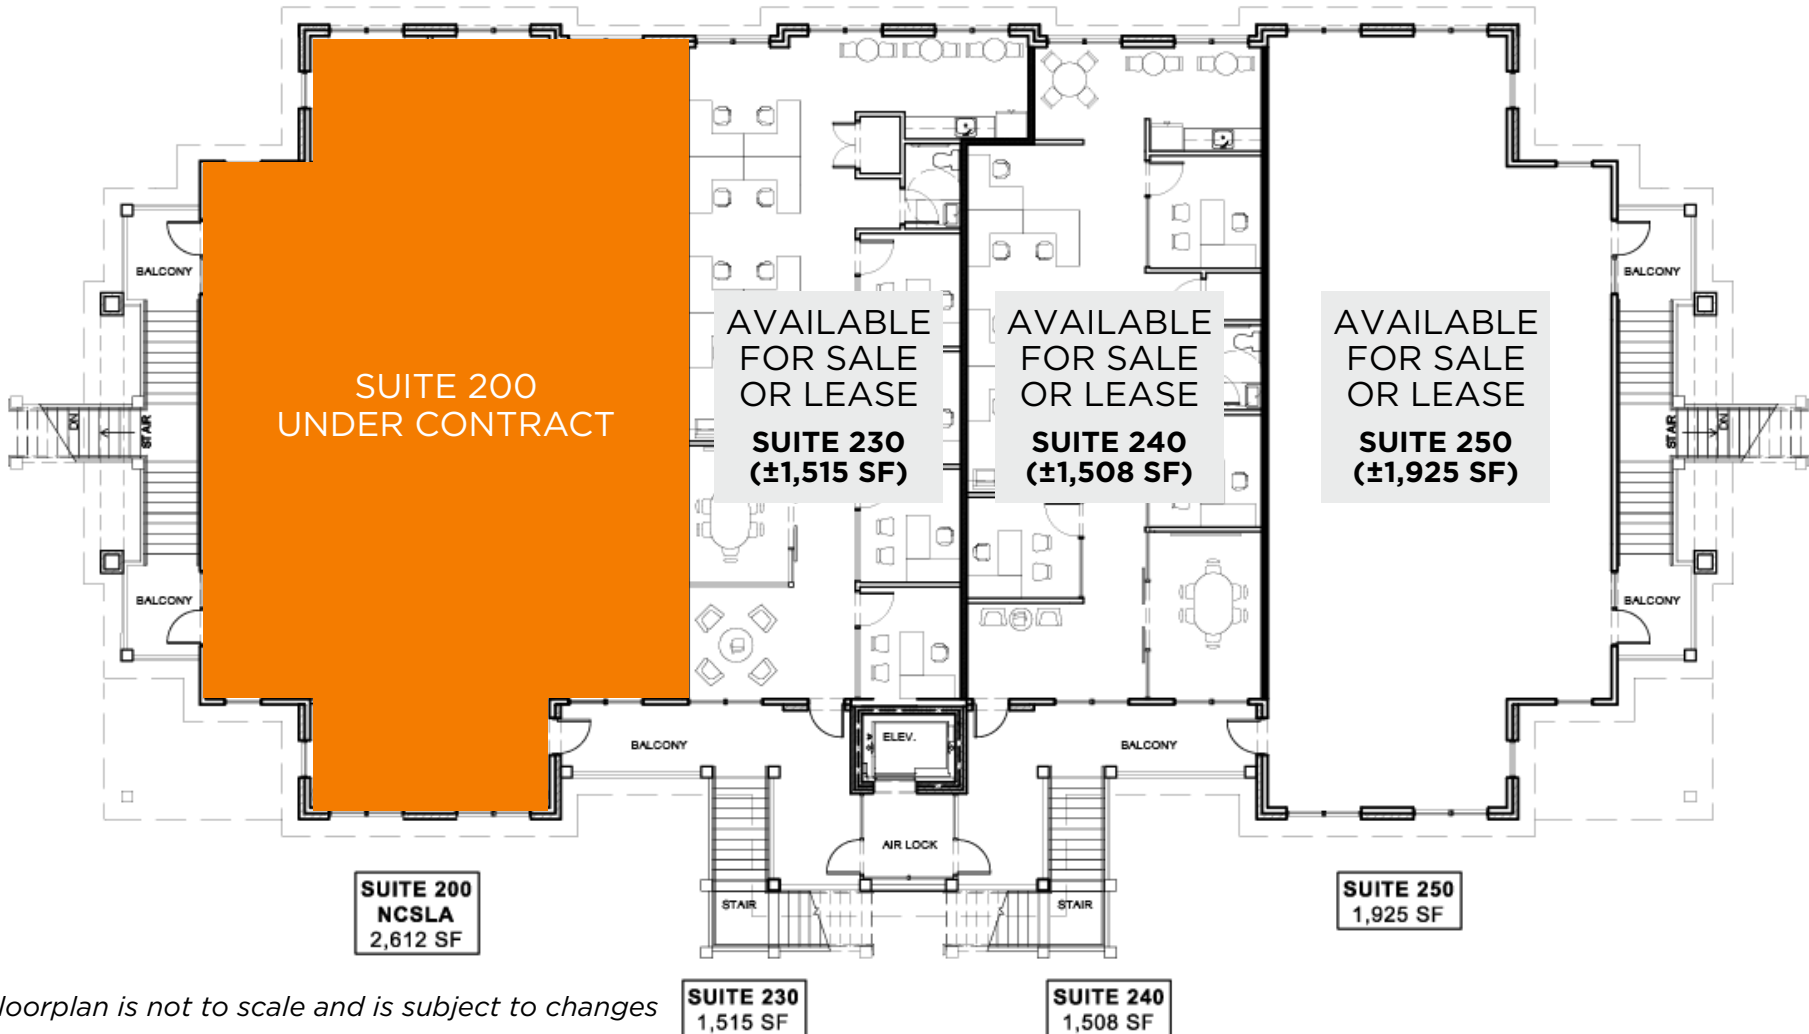 BALCONY
BALCONY
SUITE 200
UNDER CONTRACT
AVAILABLE
FOR SALE
OR LEASE
SUITE 230
(±1,515 SF)
AVAILABLE
FOR SALE
OR LEASE
SUITE 240
(±1,508 SF)
AVAILABLE
FOR SALE
OR LEASE
SUITE 250
(±1,925 SF)
DN
STAIR
STAIR
DN
BALCONY
BALCONY
BALCONY
ELEV.
BALCONY
AIR LOCK
STAIR
STAIR
SUITE 200
NCSLA
2,612 SF
SUITE 250
1,925 SF
SUITE 230
1,515 SF
SUITE 240
1,508 SF
loorplan is not to scale and is subject to changes